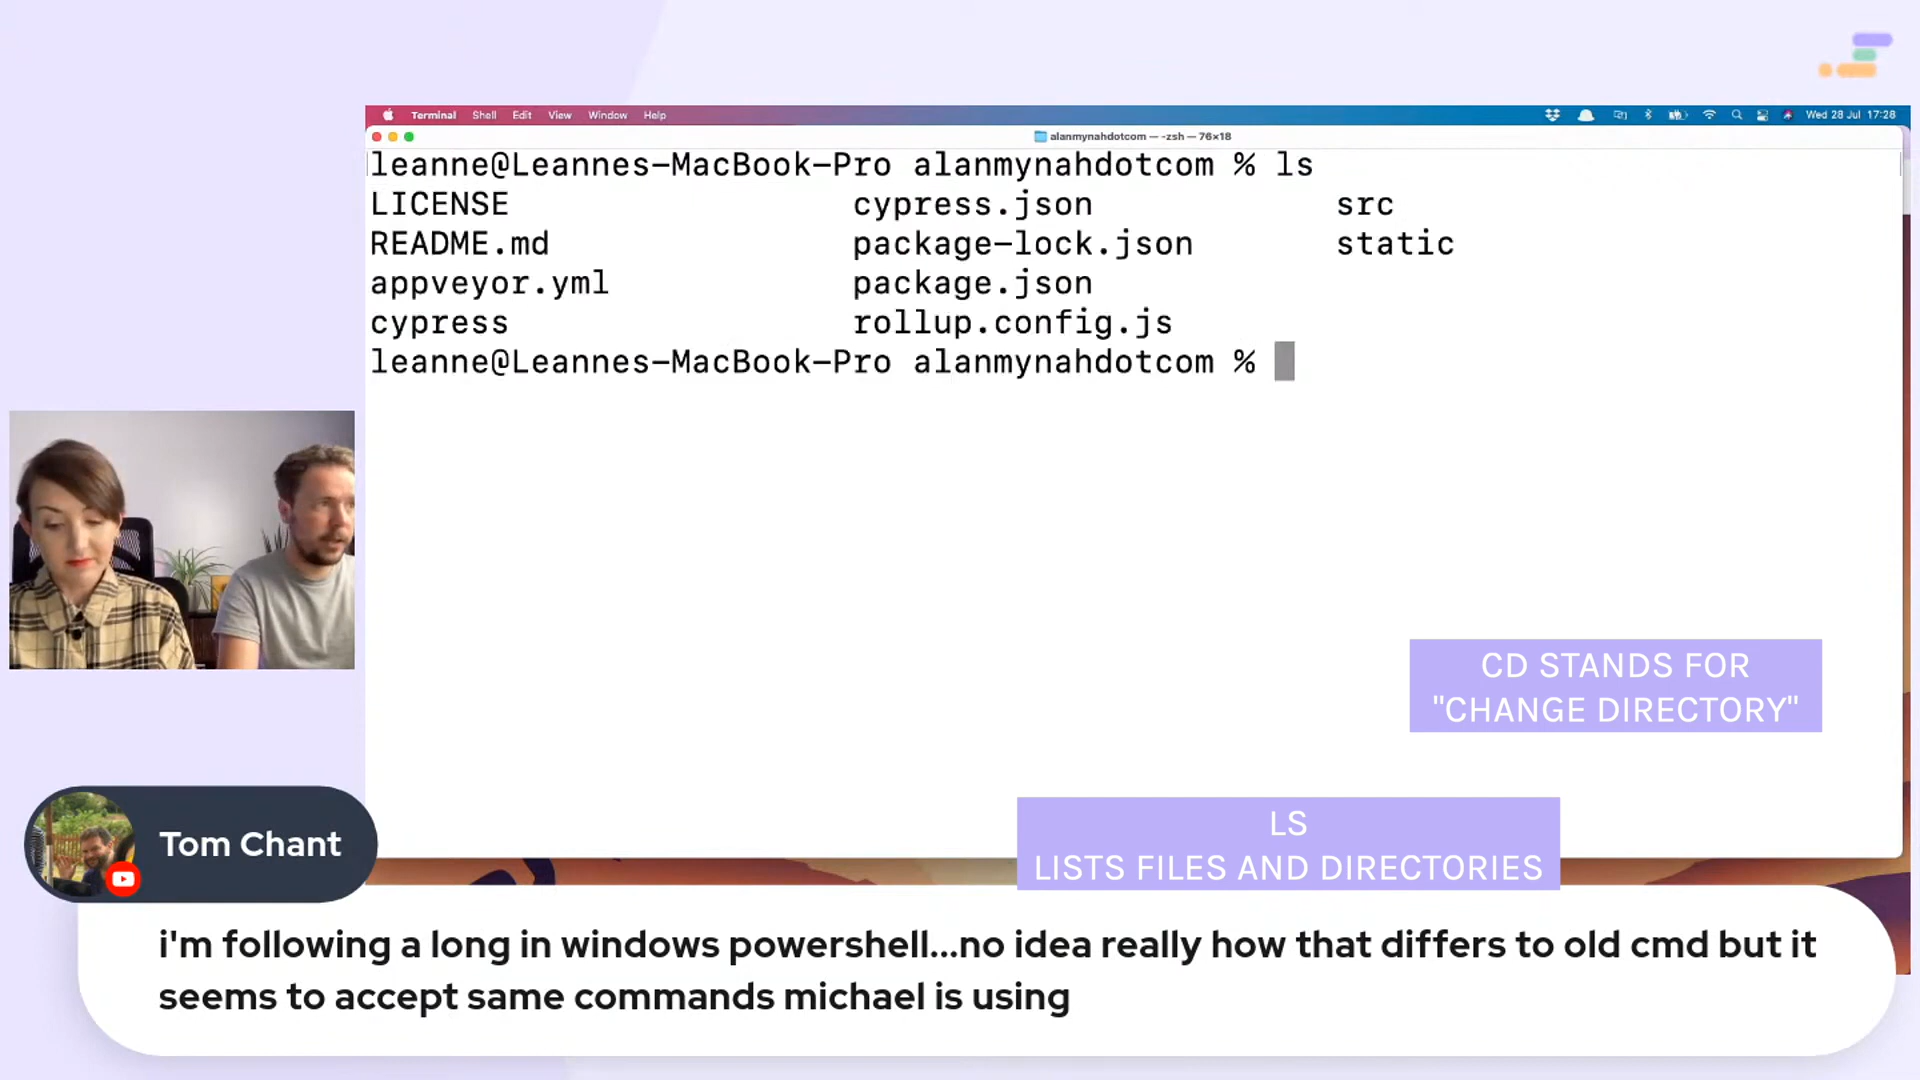 Terminal Shell Edit View Window Help Wed 28 Jul 17:28
alanmynahdotcom — -zsh — 76×18
leanne@Leannes-MacBook-Pro alanmynahdotcom % ls
LICENSE cypress.json src
README.md package-lock.json static
appveyor.yml package.json
cypress rollup.config.js
leanne@Leannes-MacBook-Pro alanmynahdotcom %
CD STANDS FOR
"CHANGE DIRECTORY"
LS
LISTS FILES AND DIRECTORIES
Tom Chant
i'm following a long in windows powershell...no idea really how that differs to old cmd but it
seems to accept same commands michael is using